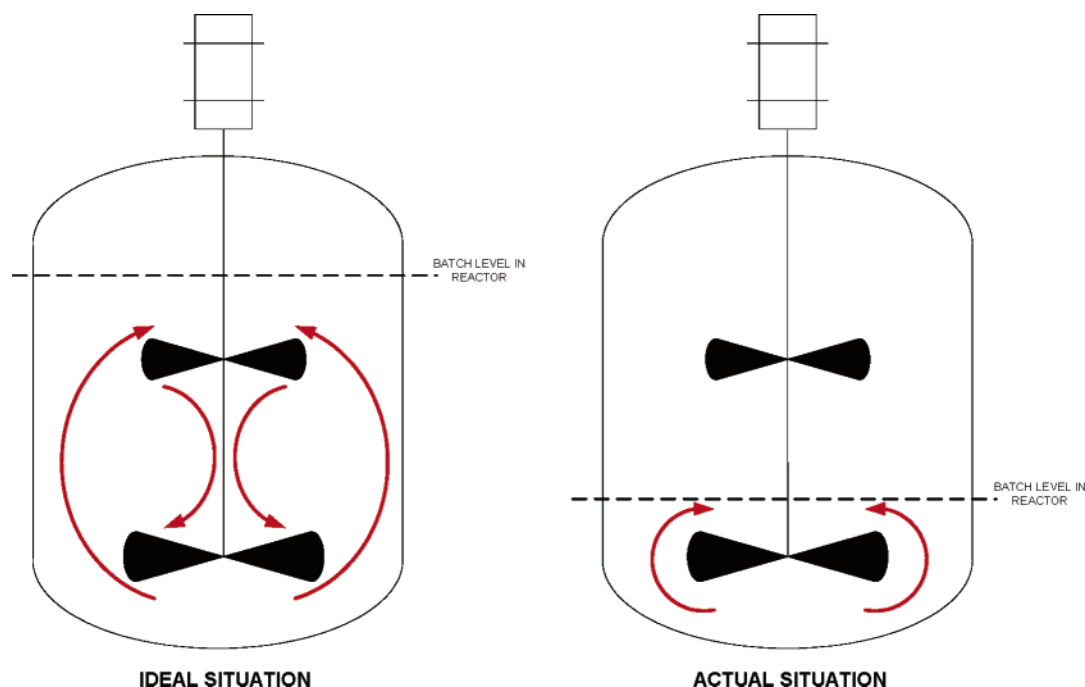 BATCH LEVEL IN
REACTOR
BATCH LEVEL IN
REACTOR
IDEAL SITUATION
ACTUAL SITUATION